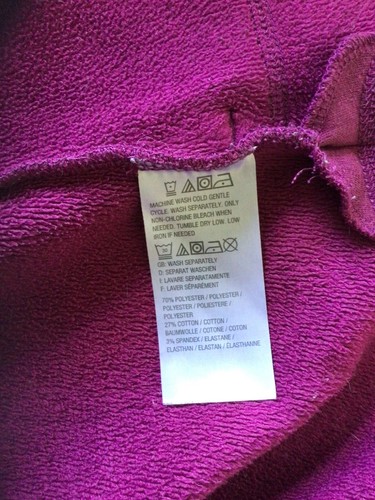 MACHINE WASH COLD GENTLE
CYCLE. WASH SEPARATELY. ONLY
NON-CHLORINE BLEACH WHEN
NEEDED. TUMBLE DRY LOW. LOW
IRON IF NEEDED
GB: WASH SEPARATELY
D: SEPARAT WASCHEN
I: LAVARE SEPARATAMENTE
F: LAVER SÉPARÉMENT
70% POLYESTER / POLYESTER /
POLYESTER / POLIESTERE /
POLYESTER
27% COTTON / COTTON /
BAUMWOLLE / COTONE / COTON
3% SPANDEX / ELASTANE /
ELASTHAN / ELASTAN / ELASTHANNE